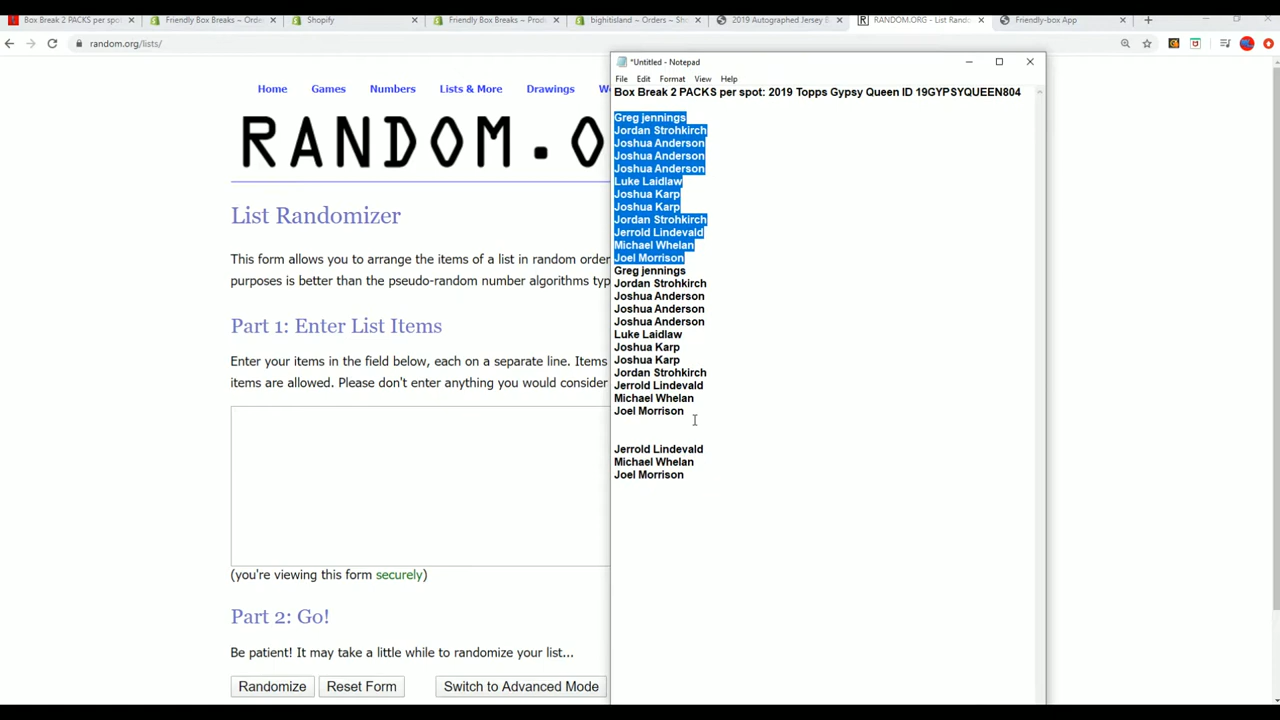 Box Break 2 PACKS per spot
Friendly Box Breaks ~ Orde
Shopify
Friendly Box Breaks ~ Prod
bighitisland ~ Orders ~ Sho
2019 Autographed Jersey B
RANDOM.ORG - List Rando
Friendly-box App
random.org/lists/
*Untitled - Notepad
File Edit Format View Help
Home Games Numbers Lists & More Drawings
RANDOM.O
List Randomizer
This form allows you to arrange the items of a list in random order
purposes is better than the pseudo-random number algorithms typ
Part 1: Enter List Items
Enter your items in the field below, each on a separate line. Items
items are allowed. Please don't enter anything you would consider
(you're viewing this form securely)
Part 2: Go!
Be patient! It may take a little while to randomize your list...
Randomize
Reset Form
Switch to Advanced Mode
Box Break 2 PACKS per spot: 2019 Topps Gypsy Queen ID 19GYPSYQUEEN804
Greg jennings
Jordan Strohkirch
Joshua Anderson
Joshua Anderson
Joshua Anderson
Luke Laidlaw
Joshua Karp
Joshua Karp
Jordan Strohkirch
Jerrold Lindevald
Michael Whelan
Joel Morrison
Greg jennings
Jordan Strohkirch
Joshua Anderson
Joshua Anderson
Joshua Anderson
Luke Laidlaw
Joshua Karp
Joshua Karp
Jordan Strohkirch
Jerrold Lindevald
Michael Whelan
Joel Morrison
Jerrold Lindevald
Michael Whelan
Joel Morrison